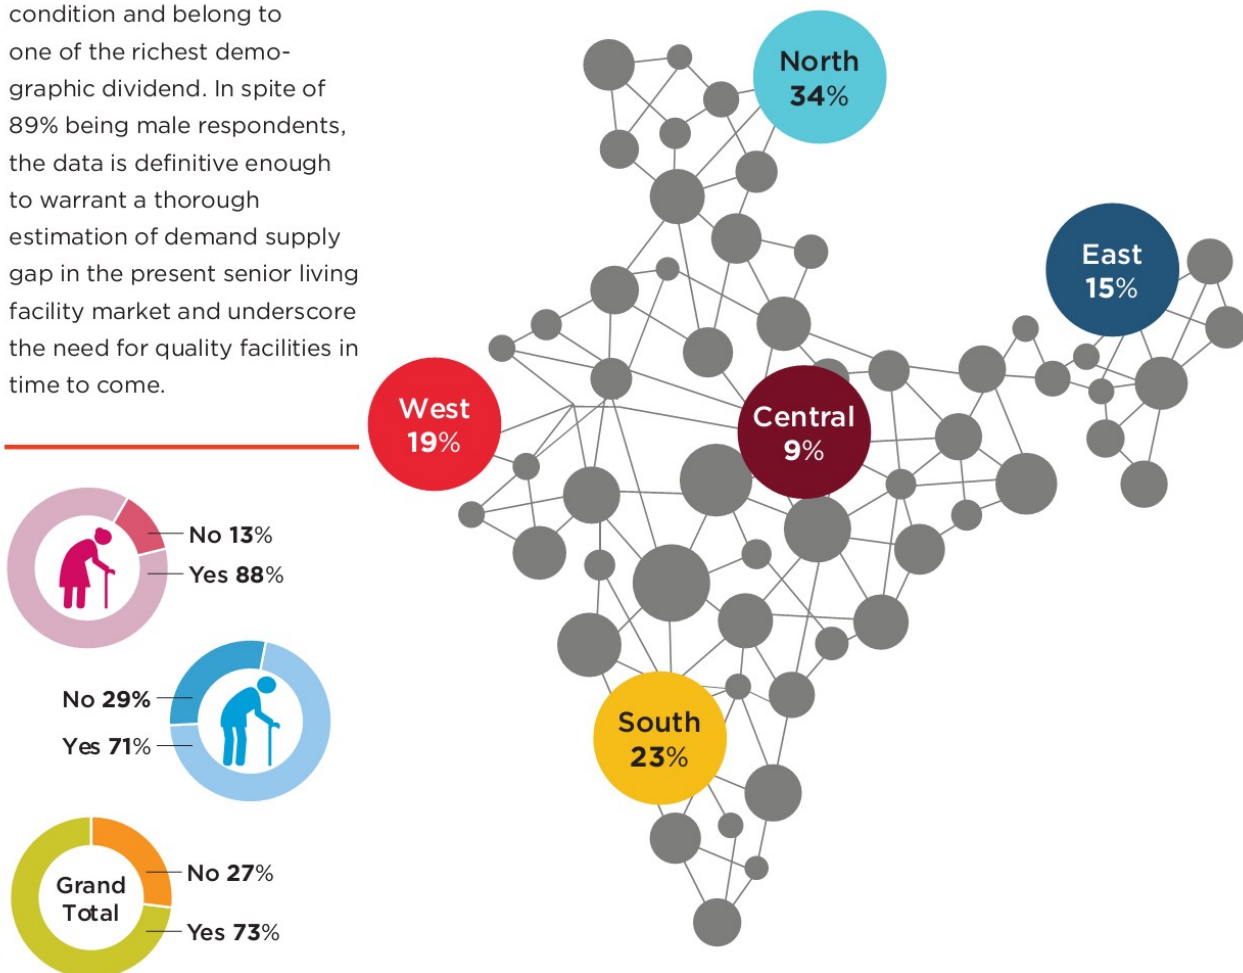 condition and belong to
one of the richest demo-
graphic dividend. In spite of
89% being male respondents,
the data is definitive enough
to warrant a thorough
estimation of demand supply
gap in the present senior living
facility market and underscore
the need for quality facilities in
time to come.
No 13%
Yes 88%
No 29%
Yes 71%
Grand
Total
No 27%
Yes 73%
North
34%
East
15%
West
19%
Central
9%
South
23%